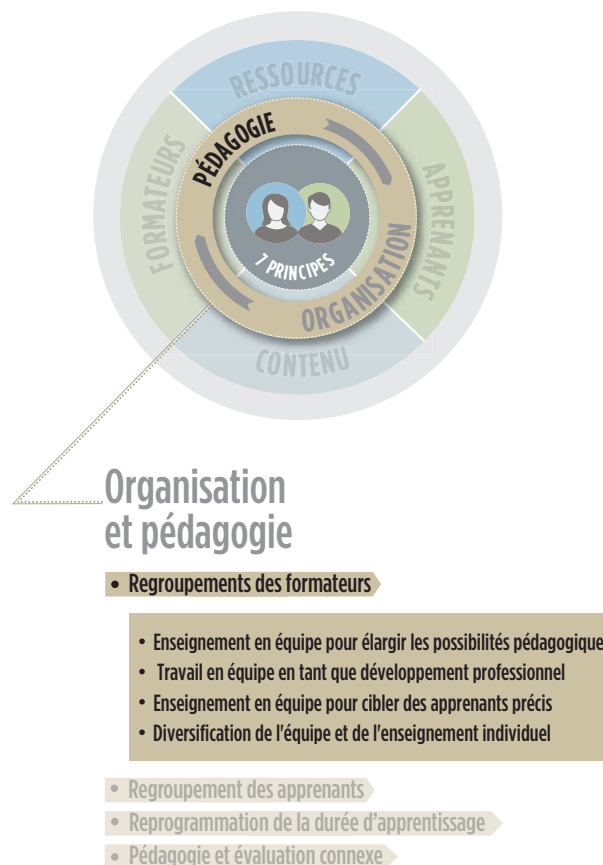 RESSOURCES
PÉDAGOGIE
FORMATEURS
APPRENANTS
7 PRINCIPES
ORGANISATION
CONTENU
Organisation
et pédagogie
• Regroupements des formateurs
• Enseignement en équipe pour élargir les possibilités pédagogique
• Travail en équipe en tant que développement professionnel
• Enseignement en équipe pour cibler des apprenants précis
• Diversification de l'équipe et de l'enseignement individuel
• Regroupement des apprenants
• Reprogrammation de la durée d'apprentissage
• Pédagogie et évaluation connexe